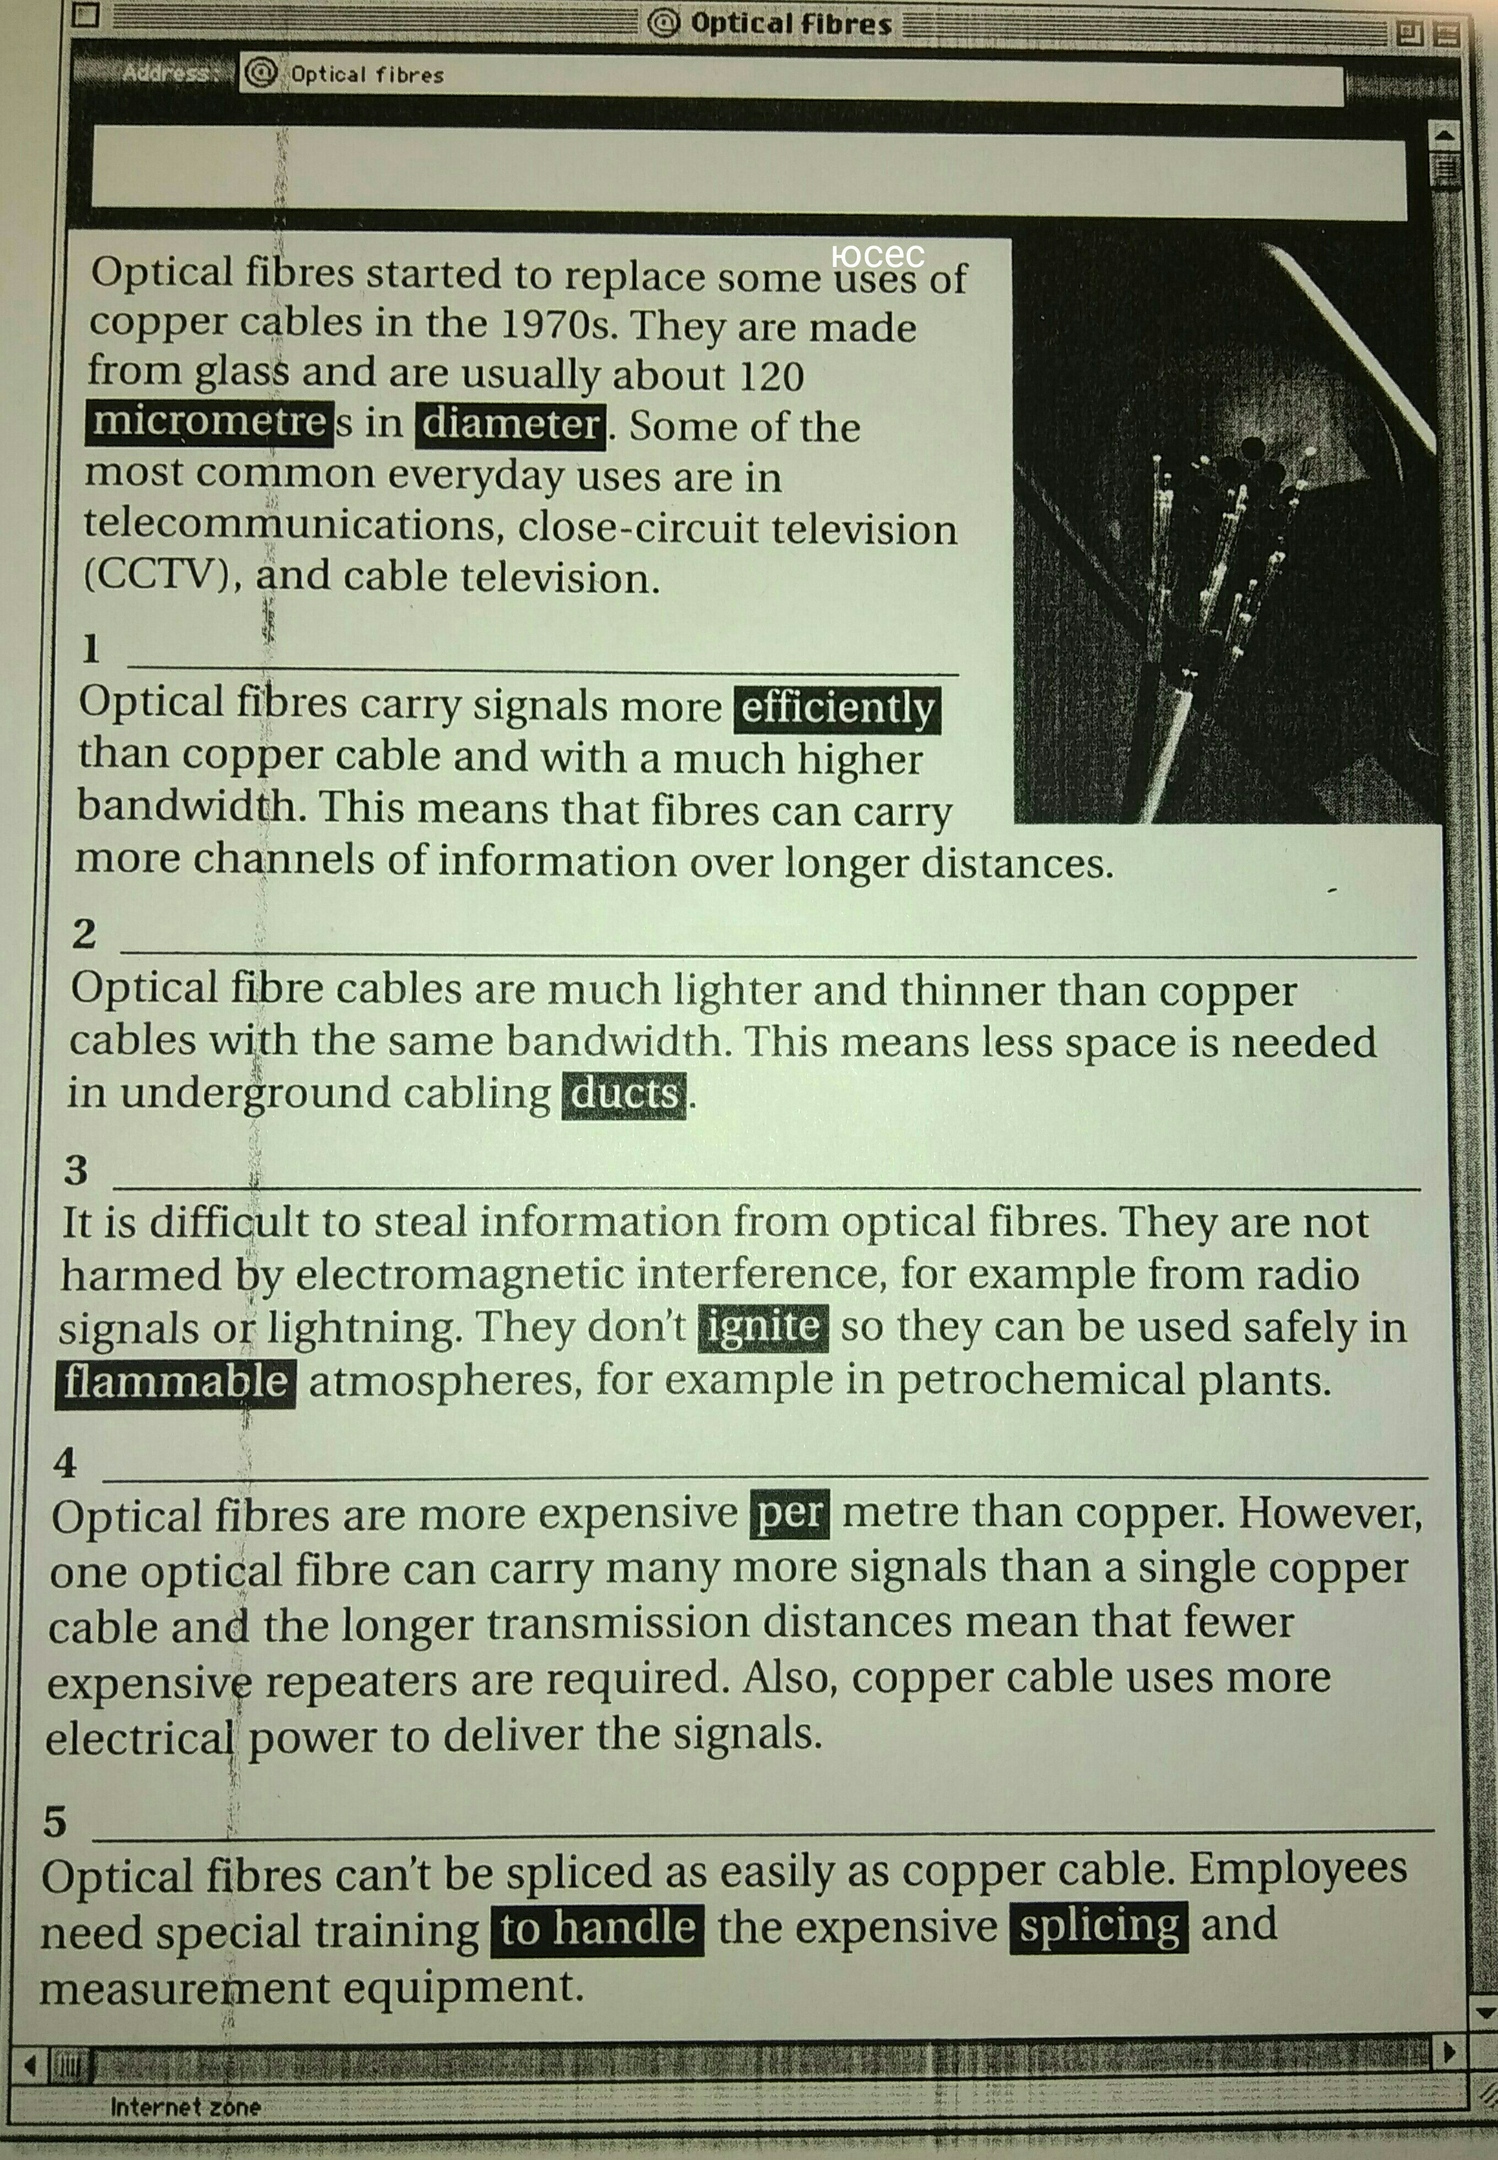 Optical fibres
Address: Optical fibres
юсес
Optical fibres started to replace some uses of
copper cables in the 1970s. They are made
from glass and are usually about 120
micrometres in diameter. Some of the
most common everyday uses are in
telecommunications, close-circuit television
(CCTV), and cable television.
1
Optical fibres carry signals more efficiently
than copper cable and with a much higher
bandwidth. This means that fibres can carry
more channels of information over longer distances.
2
Optical fibre cables are much lighter and thinner than copper
cables with the same bandwidth. This means less space is needed
in underground cabling ducts.
3
It is difficult to steal information from optical fibres. They are not
harmed by electromagnetic interference, for example from radio
signals or lightning. They don't ignite so they can be used safely in
flammable atmospheres, for example in petrochemical plants.
4
Optical fibres are more expensive per metre than copper. However,
one optical fibre can carry many more signals than a single copper
cable and the longer transmission distances mean that fewer
expensive repeaters are required. Also, copper cable uses more
electrical power to deliver the signals.
5
Optical fibres can't be spliced as easily as copper cable. Employees
need special training to handle the expensive splicing and
measurement equipment.
Internet zone